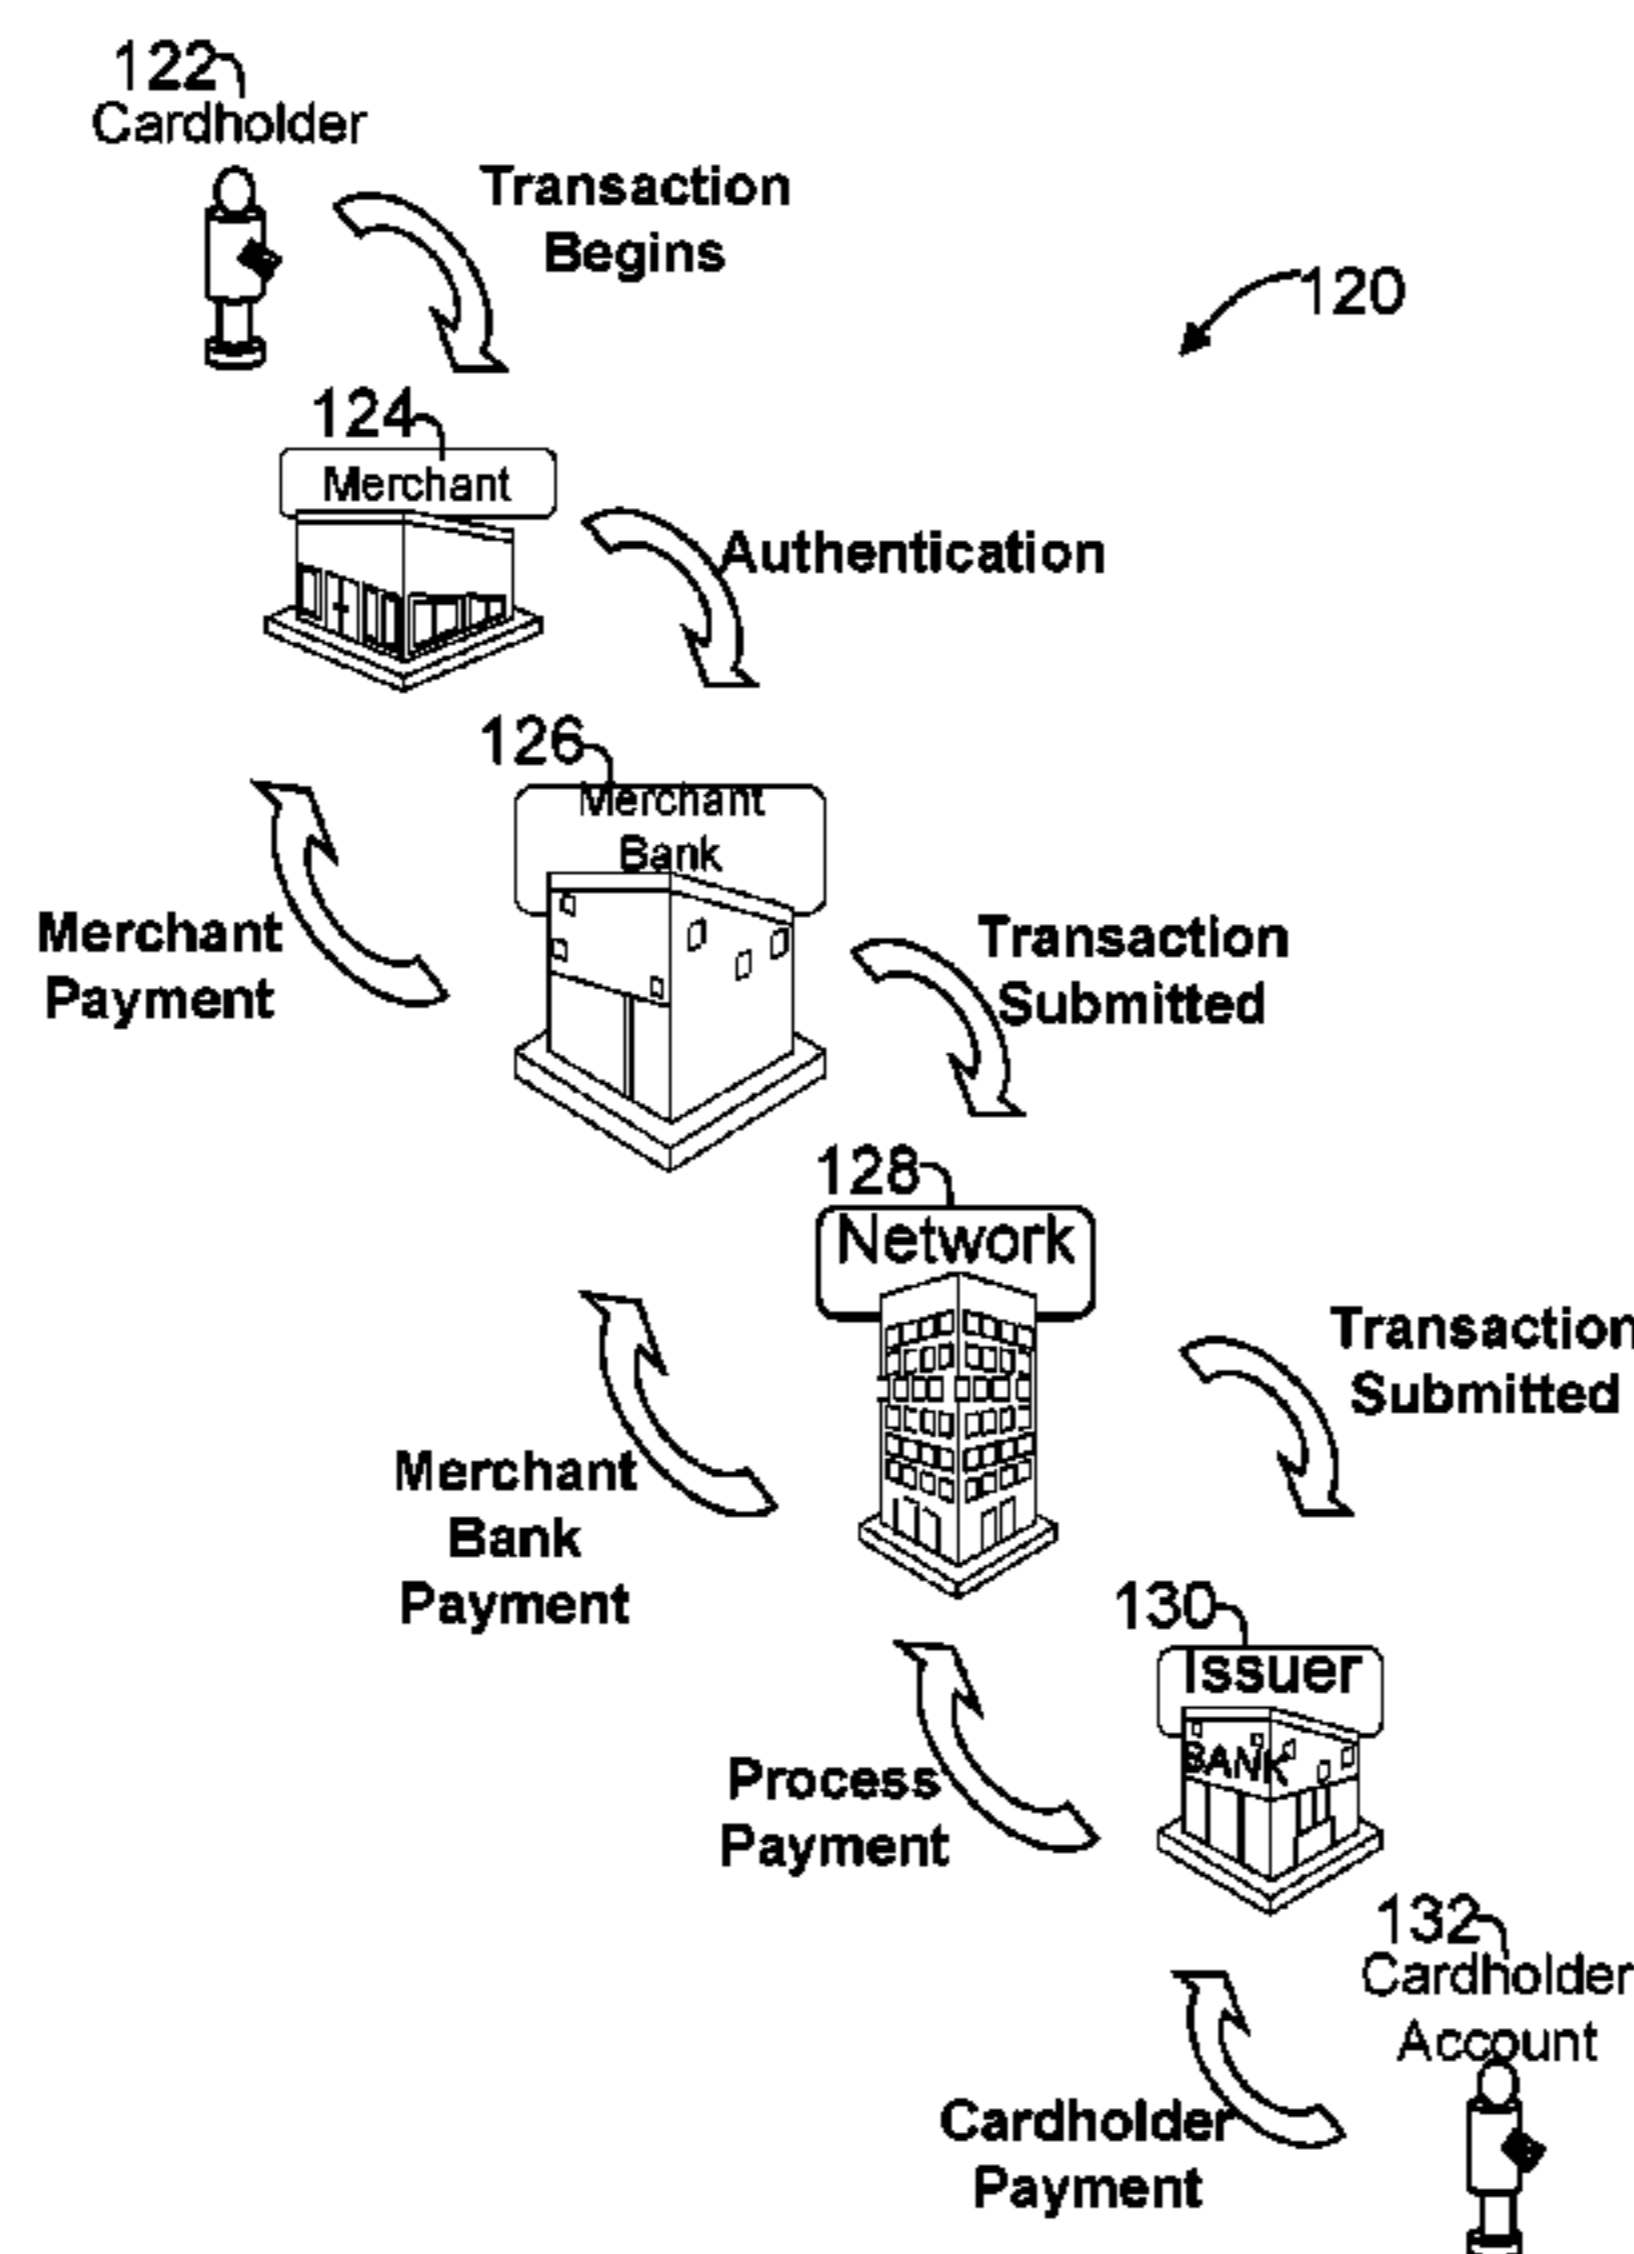 122
Cardholder
Transaction
Begins
120
124
Merchant
Authentication
126
Merchant
Bank
Merchant
Payment
Transaction
Submitted
128
Network
Transaction
Submitted
Merchant
Bank
Payment
130
Issuer
BANK
Process
Payment
132
Cardholder
Account
Cardholder
Payment